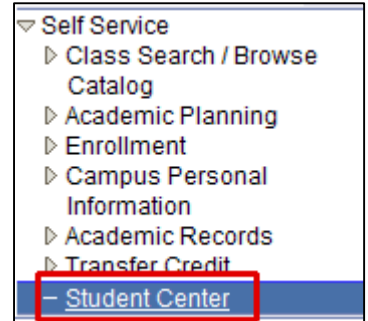 Self Service
Class Search / Browse
Catalog
Academic Planning
Enrollment
Campus Personal
Information
Academic Records
Transfer Credit
– Student Center